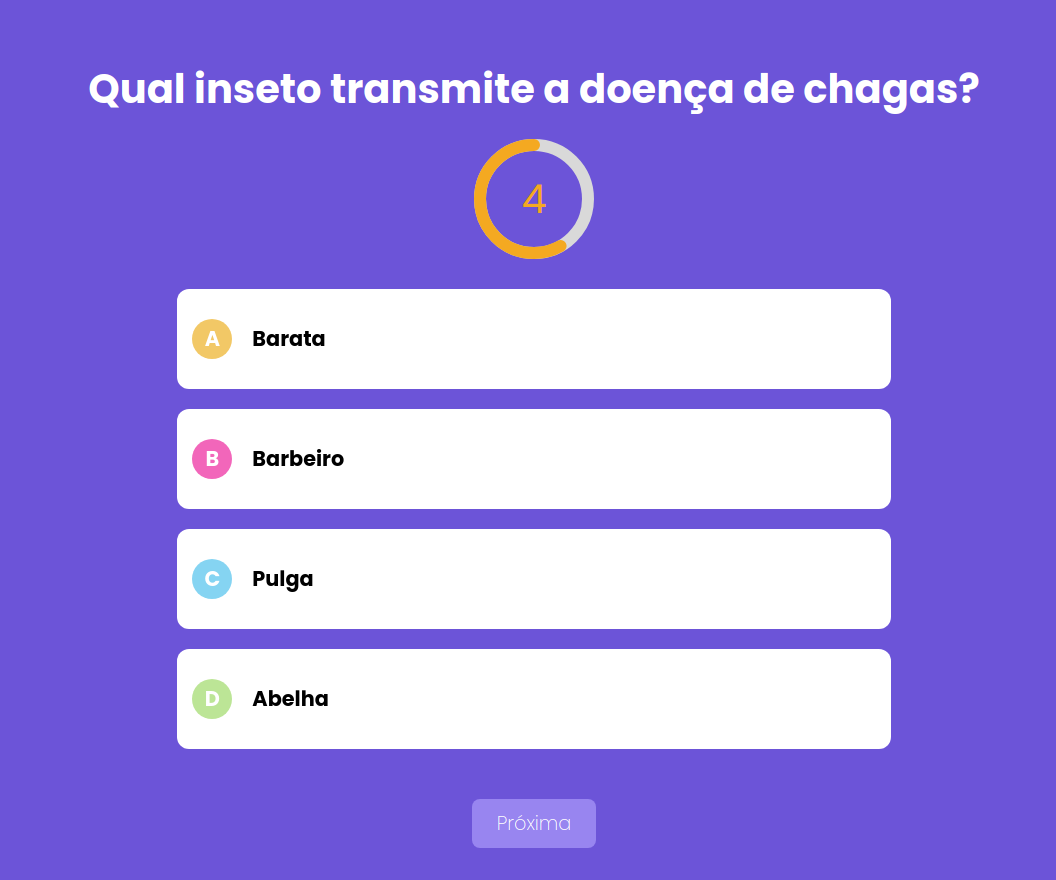 Qual inseto transmite a doença de chagas?
4
A Barata
B Barbeiro
C Pulga
D Abelha
Próxima